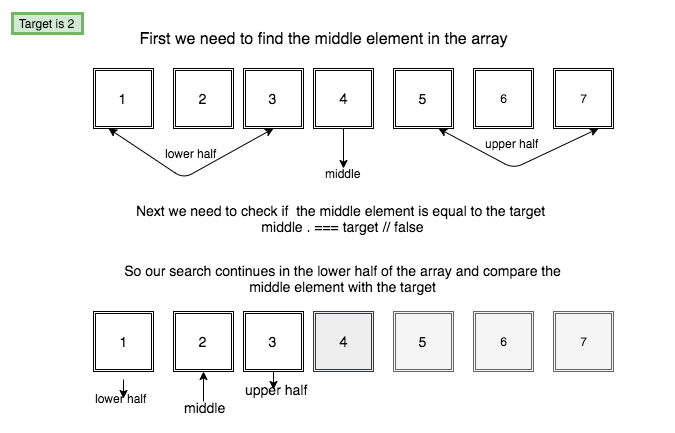 Target is 2
First we need to find the middle element in the array
1 2 3 4 5 6 7
lower half
upper half
middle
Next we need to check if the middle element is equal to the target
middle . === target // false
So our search continues in the lower half of the array and compare the
middle element with the target
1 2 3 4 5 6 7
lower half
middle
upper half